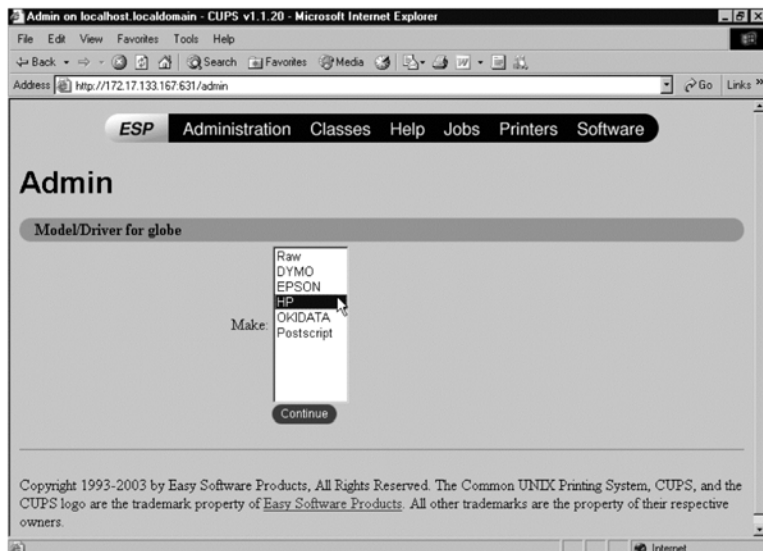 Admin on localhost.localdomain - CUPS v1.1.20 - Microsoft Internet Explorer
File Edit View Favorites Tools Help
Back Search Favorites Media
Address http://172.17.133.167:631/admin Go Links »
ESP Administration Classes Help Jobs Printers Software
Admin
Model/Driver for globe
Raw
DYMO
EPSON
HP
OKIDATA
Postscript
Make:
Continue
Copyright 1993-2003 by Easy Software Products, All Rights Reserved. The Common UNIX Printing System, CUPS, and the
CUPS logo are the trademark property of Easy Software Products. All other trademarks are the property of their respective
owners.
Internet